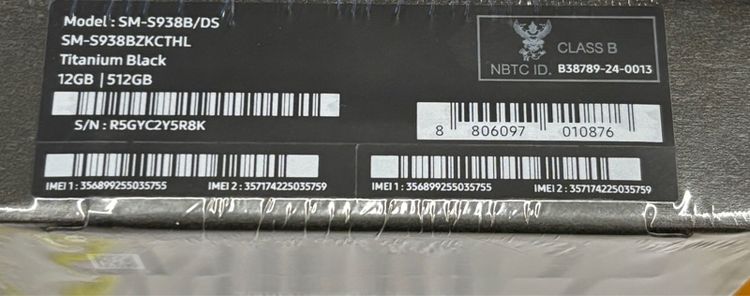 Model : SM-S938B/DS
SM-S938BZKCTHL
Titanium Black
12GB | 512GB
S/N : R5GYC2Y5R8K
CLASS B
NBTC ID. B38789-24-0013
8 806097 010876
IMEI 1 : 356899255035755 IMEI 2 : 357174225035759
IMEI 1 : 356899255035755 IMEI 2 : 357174225035759